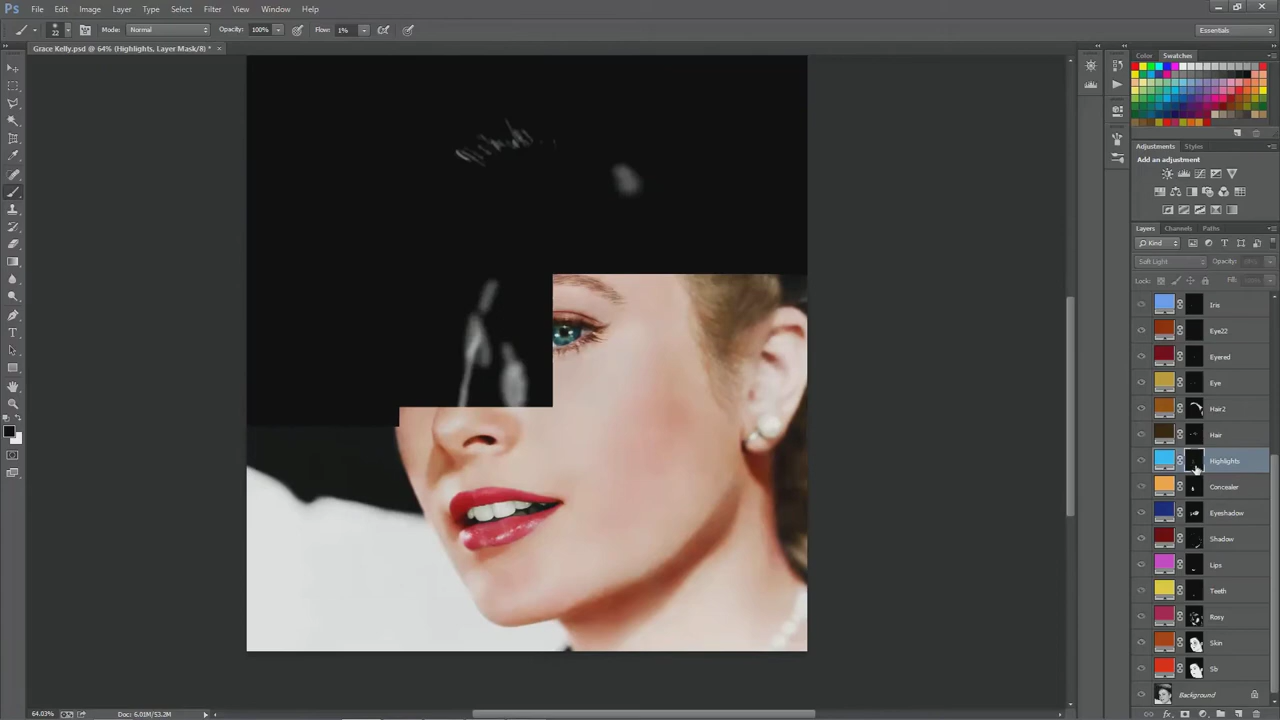 Ps File Edit Image Layer Type Select Filter View Window Help
22 Mode: Normal Opacity: 100% Flow: 1% Essentials
Grace Kelly.psd @ 64% (Highlights, Layer Mask/8) *
Color Swatches
Adjustments Styles
Add an adjustment
Layers Channels Paths
Kind
Soft Light Opacity:
Lock: Fill:
Iris
Eye22
Eyered
Eye
Hair2
Hair
Highlights
Concealer
Eyeshadow
Shadow
Lips
Teeth
Rosy
Skin
Background
64.03% Doc: 6.01M/53.2M